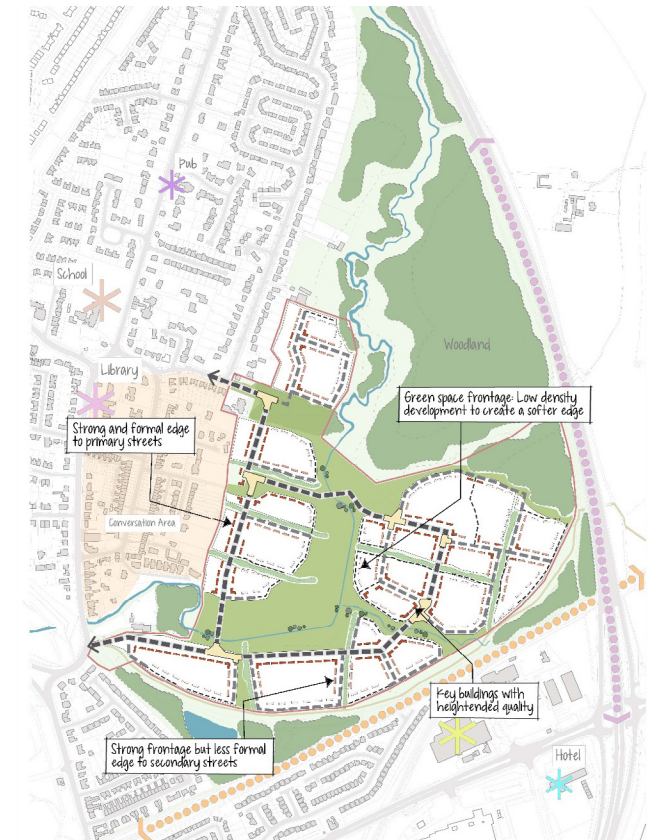 Pub
School
Woodland
Library
Green space frontage: Low density
development to create a softer edge
Strong and formal edge
to primary streets
Conversation Area
Key buildings with
heightended quality
Strong frontage but less formal
edge to secondary streets
Hotel